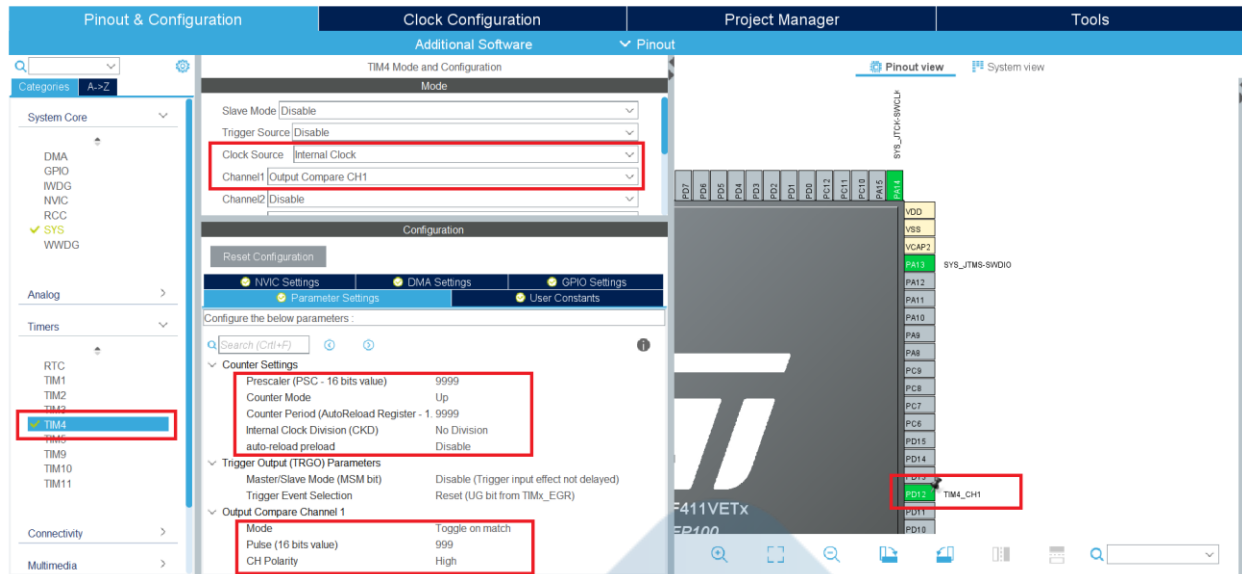 Pinout & Configuration
Clock Configuration
Project Manager
Tools
Additional Software
Pinout
Categories
A->Z
System Core
DMA
GPIO
IWDG
NVIC
RCC
SYS
WWDG
Analog
Timers
RTC
TIM1
TIM2
TIM3
TIM4
TIM5
TIM9
TIM10
TIM11
Connectivity
Multimedia
TIM4 Mode and Configuration
Mode
Slave Mode Disable
Trigger Source Disable
Clock Source Internal Clock
Channel1 Output Compare CH1
Channel2 Disable
Configuration
Reset Configuration
NVIC Settings
DMA Settings
GPIO Settings
Parameter Settings
User Constants
Configure the below parameters :
Search (Crtl+F)
Counter Settings
Prescaler (PSC - 16 bits value) 9999
Counter Mode Up
Counter Period (AutoReload Register - 1. 9999
Internal Clock Division (CKD) No Division
auto-reload preload Disable
Trigger Output (TRGO) Parameters
Master/Slave Mode (MSM bit) Disable (Trigger input effect not delayed)
Trigger Event Selection Reset (UG bit from TIMx_EGR)
Output Compare Channel 1
Mode Toggle on match
Pulse (16 bits value) 999
CH Polarity High
Pinout view
System view
SYS_JTCK-SWCLK
PD7
PD6
PD5
PD4
PD3
PD2
PD1
PD0
PC12
PC11
PC10
PA15
PA14
VDD
VSS
VCAP2
PA13 SYS_JTMS-SWDIO
PA12
PA11
PA10
PA9
PA8
PC9
PC8
PC7
PC6
PD15
PD14
PD13
PD12 TIM4_CH1
PD11
PD10
F411VETx